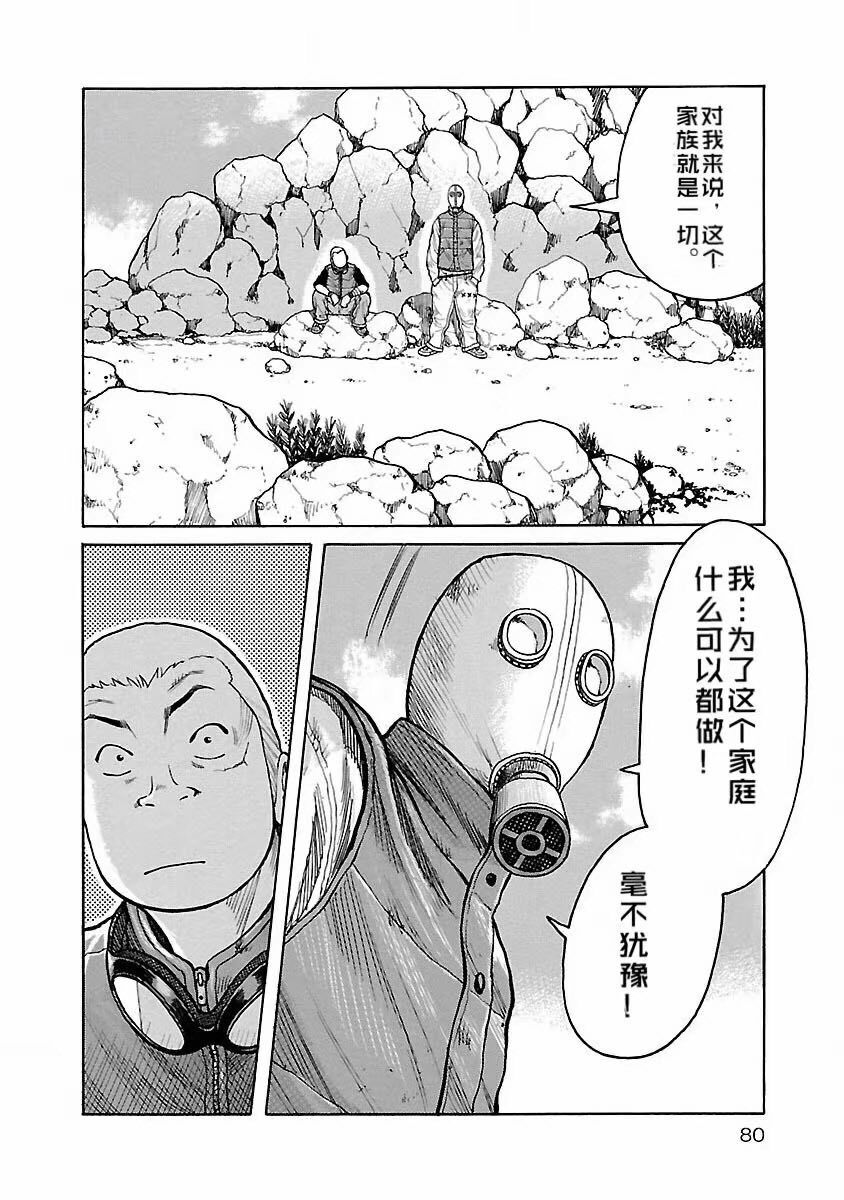 对我来说，这个
家族就是一切。
我…为了这个家庭
什么可以都做！
毫不犹豫！
80